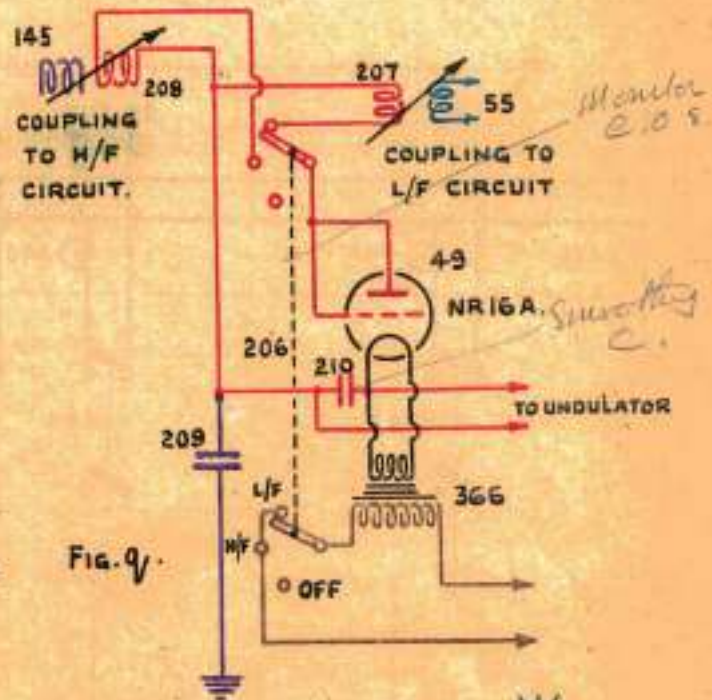 145
208
COUPLING
TO H/F
CIRCUIT.
207
55
COUPLING TO
L/F CIRCUIT
Monitor
C.O.S.
49
NR16A.
Smoothing
C.
206
210
TO UNDULATOR
209
L/F
366
H/F
OFF
FIG. 9.